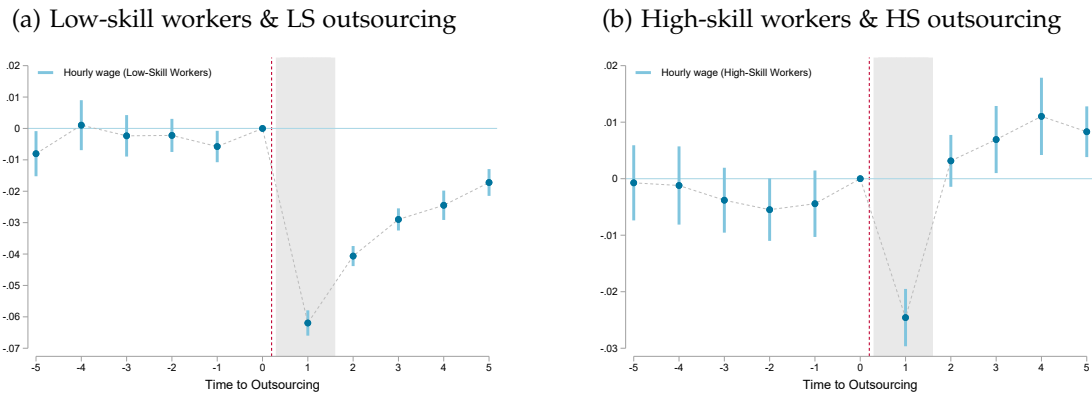 (a) Low-skill workers & LS outsourcing
.02
Hourly wage (Low-Skill Workers)
.01
0
-.01
-.02
-.03
-.04
-.05
-.06
-.07
-5 -4 -3 -2 -1 0 1 2 3 4 5
Time to Outsourcing
(b) High-skill workers & HS outsourcing
.02
Hourly wage (High-Skill Workers)
.01
0
-.01
-.02
-.03
-5 -4 -3 -2 -1 0 1 2 3 4 5
Time to Outsourcing